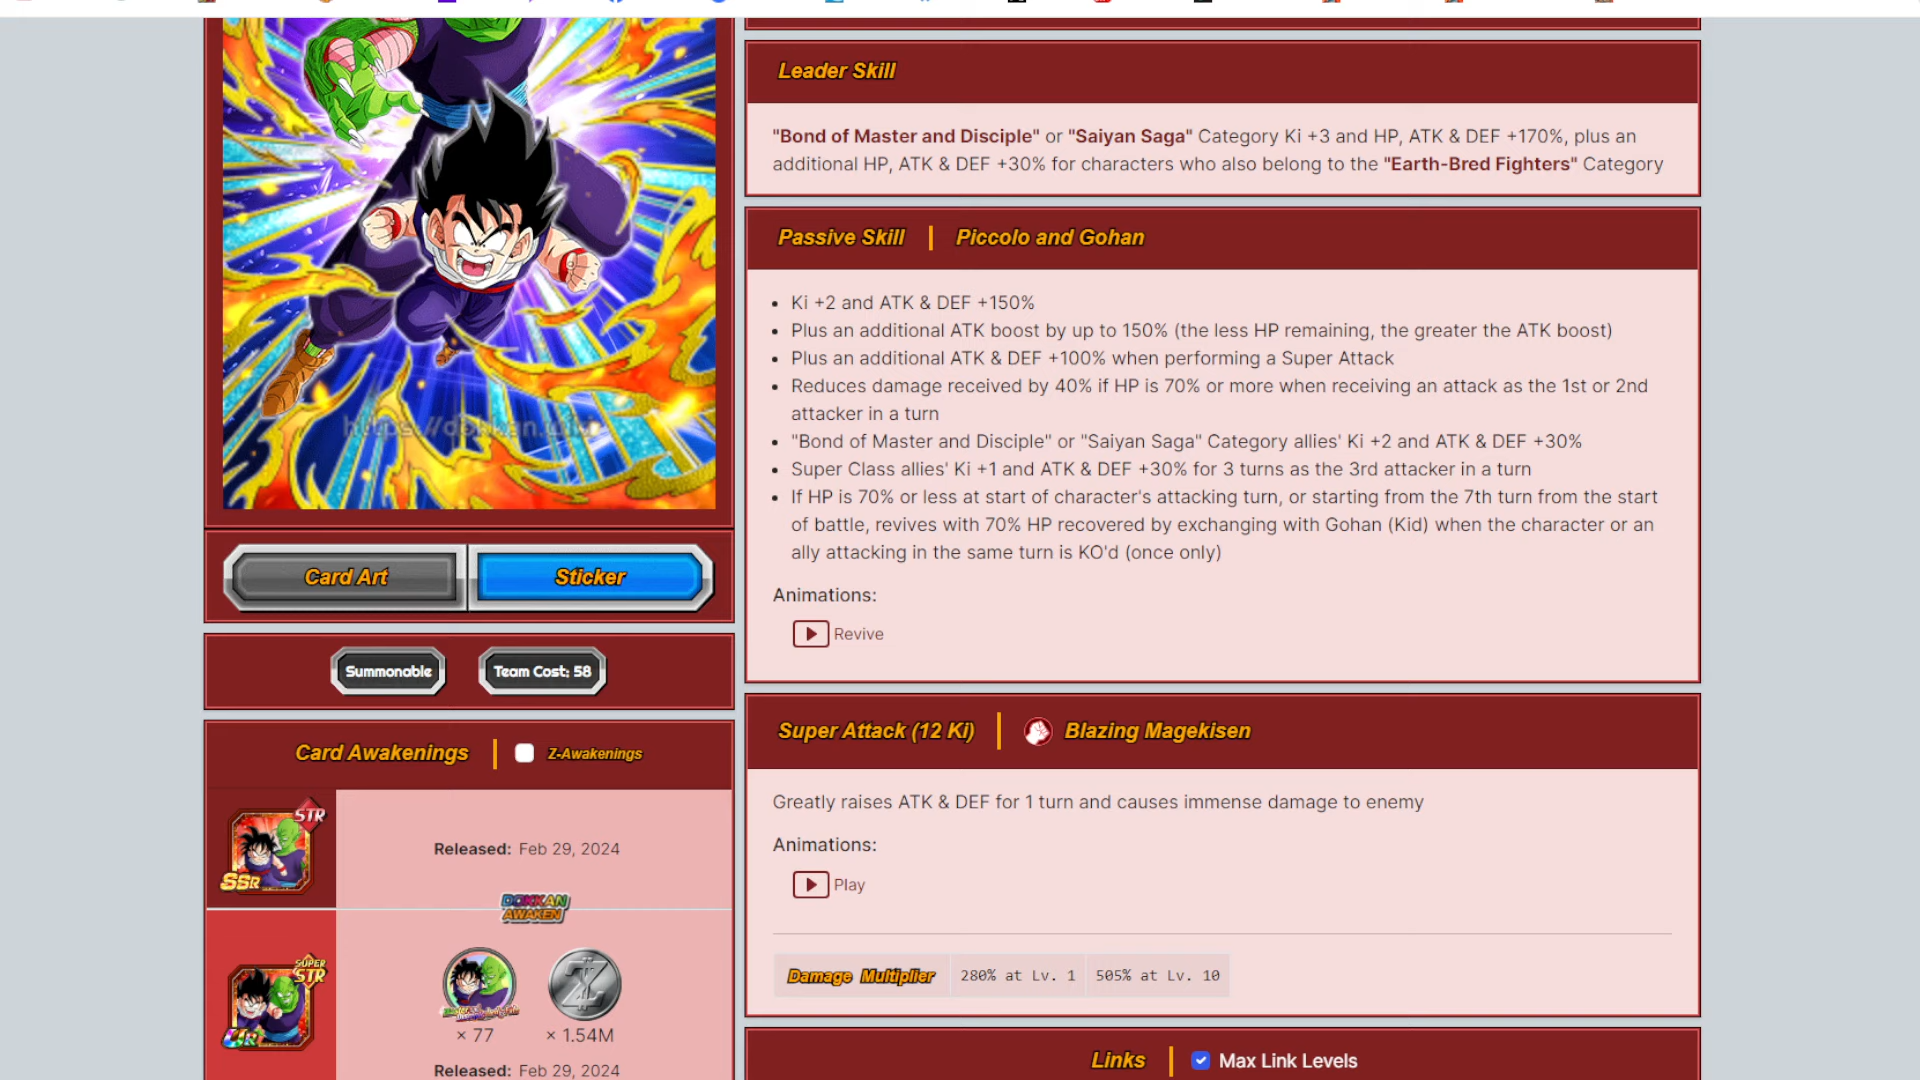 Leader Skill
"Bond of Master and Disciple" or "Saiyan Saga" Category Ki +3 and HP, ATK & DEF +170%, plus an
additional HP, ATK & DEF +30% for characters who also belong to the "Earth-Bred Fighters" Category
Passive Skill | Piccolo and Gohan
Ki +2 and ATK & DEF +150%
Plus an additional ATK boost by up to 150% (the less HP remaining, the greater the ATK boost)
Plus an additional ATK & DEF +100% when performing a Super Attack
Reduces damage received by 40% if HP is 70% or more when receiving an attack as the 1st or 2nd
attacker in a turn
"Bond of Master and Disciple" or "Saiyan Saga" Category allies' Ki +2 and ATK & DEF +30%
Super Class allies' Ki +1 and ATK & DEF +30% for 3 turns as the 3rd attacker in a turn
If HP is 70% or less at start of character's attacking turn, or starting from the 7th turn from the start
of battle, revives with 70% HP recovered by exchanging with Gohan (Kid) when the character or an
ally attacking in the same turn is KO'd (once only)
Animations:
Revive
Card Art
Sticker
Summonable
Team Cost: 58
Super Attack (12 Ki) | Blazing Magekisen
Greatly raises ATK & DEF for 1 turn and causes immense damage to enemy
Animations:
Play
Damage Multiplier 280% at Lv. 1 505% at Lv. 10
Card Awakenings | Z-Awakenings
STR
SSR
Released: Feb 29, 2024
DOKKAN
AWAKEN
SUPER
STR
UR
× 77
× 1.54M
Released: Feb 29, 2024
Links | Max Link Levels